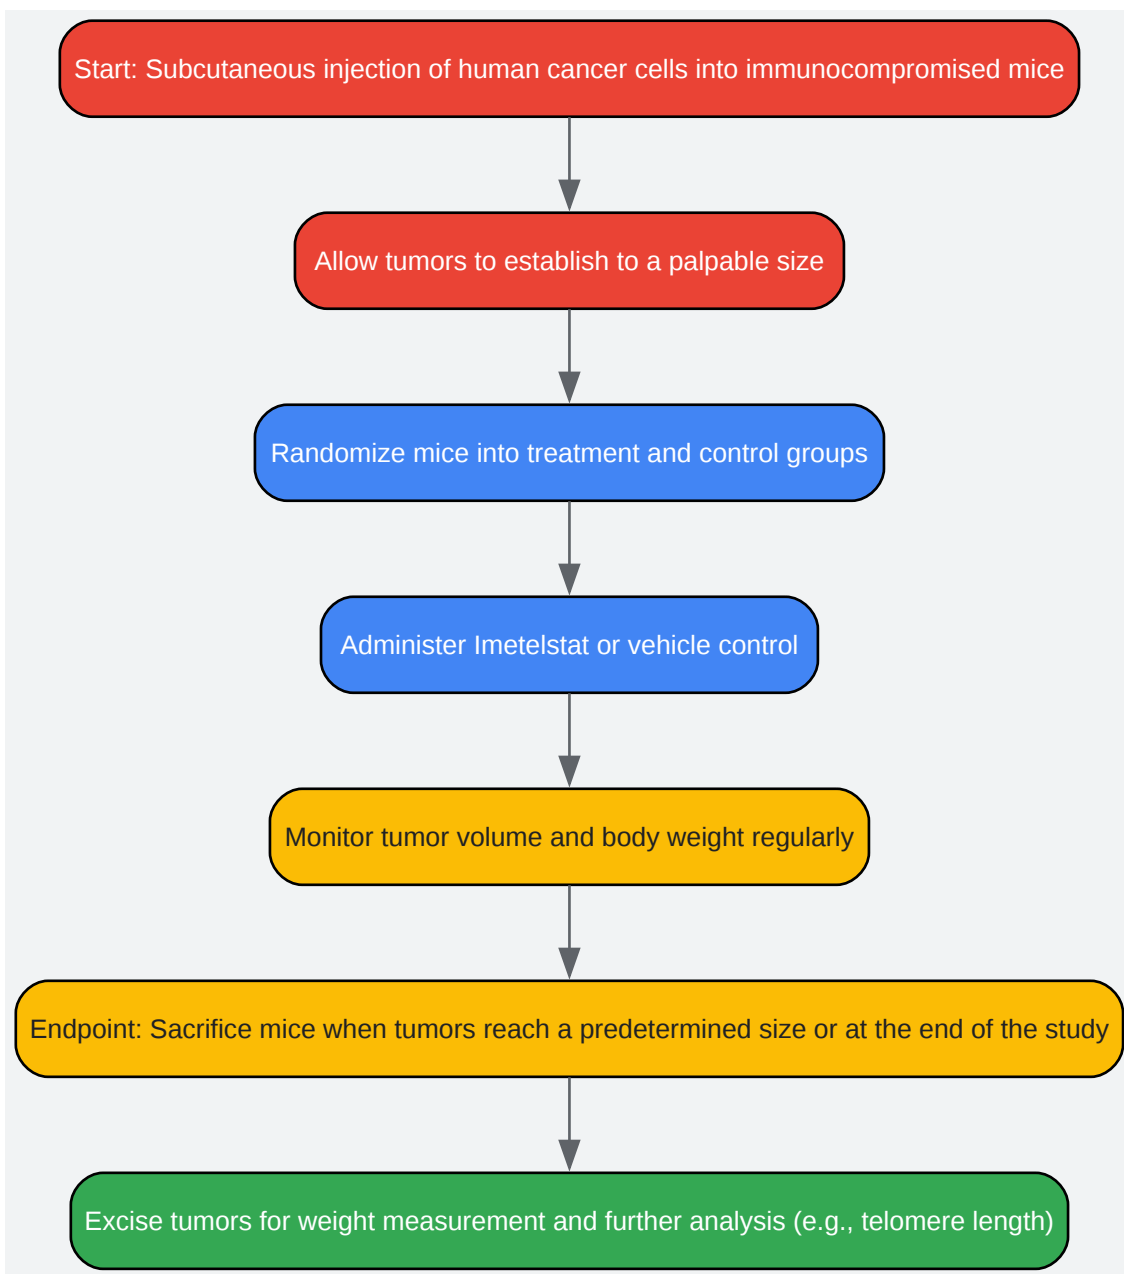 Start: Subcutaneous injection of human cancer cells into immunocompromised mice
Allow tumors to establish to a palpable size
Randomize mice into treatment and control groups
Administer Imetelstat or vehicle control
Monitor tumor volume and body weight regularly
Endpoint: Sacrifice mice when tumors reach a predetermined size or at the end of the study
Excise tumors for weight measurement and further analysis (e.g., telomere length)